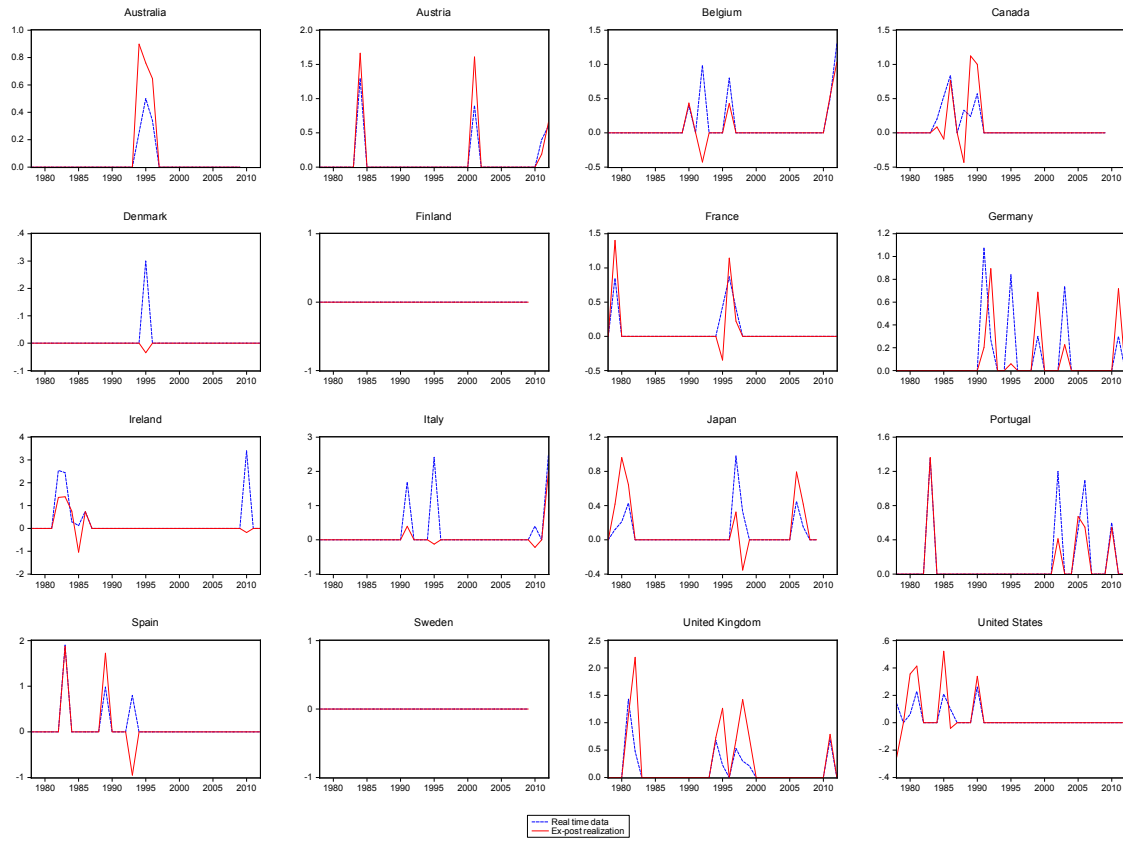 Australia
1.0
0.8
0.6
0.4
0.2
0.0
1980 1985 1990 1995 2000 2005 2010
Austria
2.0
1.5
1.0
0.5
0.0
1980 1985 1990 1995 2000 2005 2010
Belgium
1.5
1.0
0.5
0.0
-0.5
1980 1985 1990 1995 2000 2005 2010
Canada
1.5
1.0
0.5
0.0
-0.5
1980 1985 1990 1995 2000 2005 2010
Denmark
.4
.3
.2
.1
.0
-.1
1980 1985 1990 1995 2000 2005 2010
Finland
1
0
-1
1980 1985 1990 1995 2000 2005 2010
France
1.5
1.0
0.5
0.0
-0.5
1980 1985 1990 1995 2000 2005 2010
Germany
1.2
1.0
0.8
0.6
0.4
0.2
0.0
1980 1985 1990 1995 2000 2005 2010
Ireland
4
3
2
1
0
-1
-2
1980 1985 1990 1995 2000 2005 2010
Italy
3
2
1
0
-1
1980 1985 1990 1995 2000 2005 2010
Japan
1.2
0.8
0.4
0.0
-0.4
1980 1985 1990 1995 2000 2005 2010
Portugal
1.6
1.2
0.8
0.4
0.0
1980 1985 1990 1995 2000 2005 2010
Spain
2
1
0
-1
1980 1985 1990 1995 2000 2005 2010
Sweden
1
0
-1
1980 1985 1990 1995 2000 2005 2010
United Kingdom
2.5
2.0
1.5
1.0
0.5
0.0
1980 1985 1990 1995 2000 2005 2010
United States
.6
.4
.2
.0
-.2
-.4
1980 1985 1990 1995 2000 2005 2010
Real time data
Ex-post realization